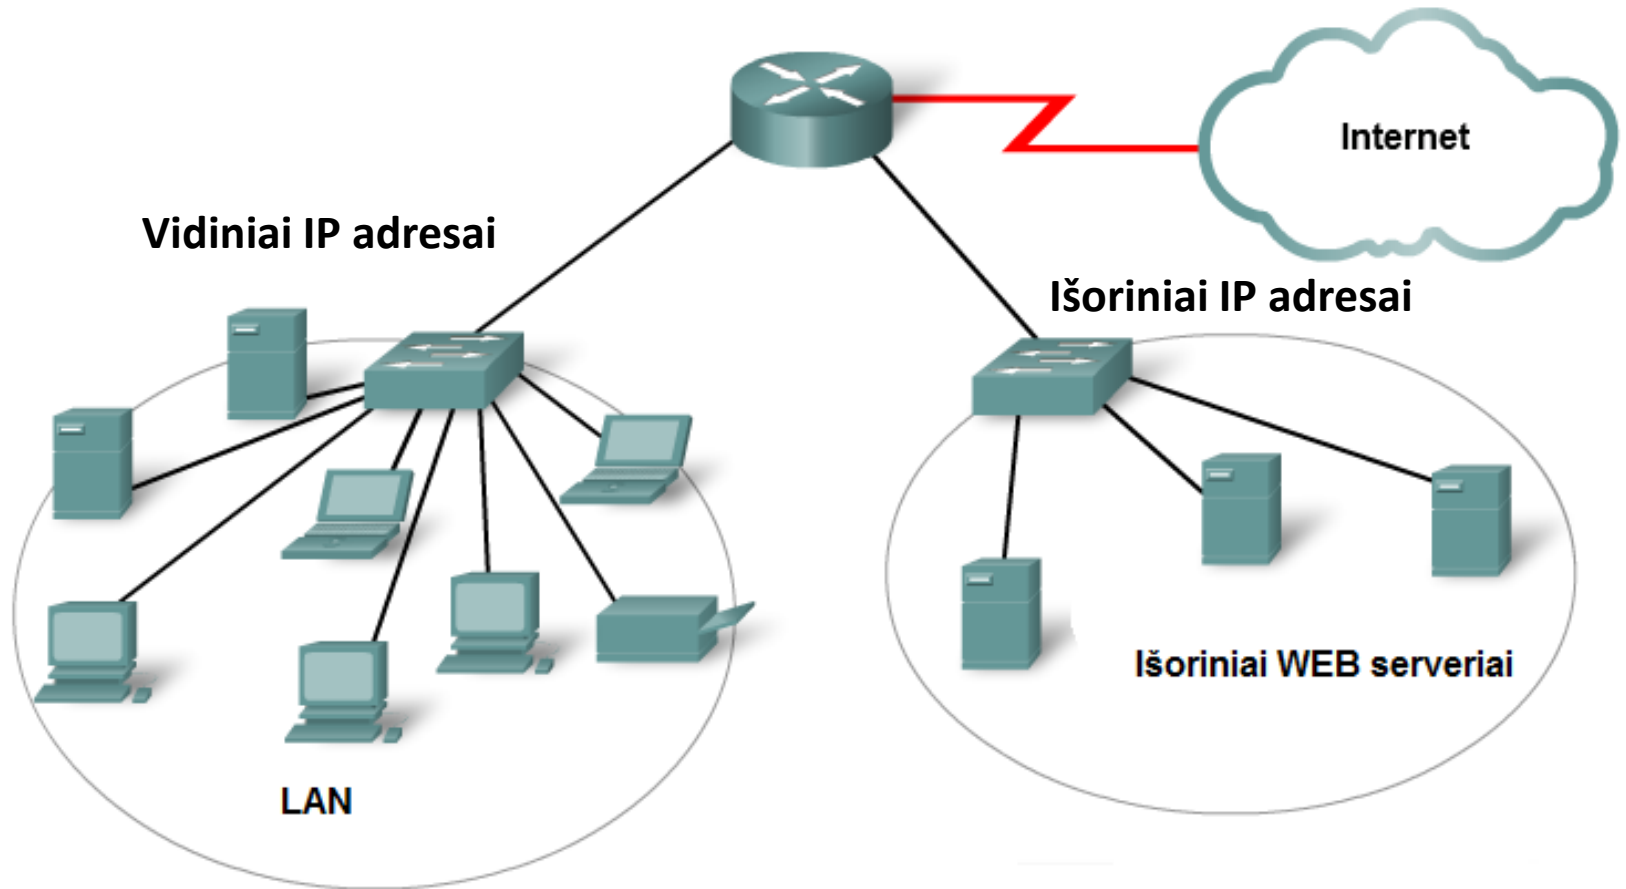 Internet
Vidiniai IP adresai
Išoriniai IP adresai
Išoriniai WEB serveriai
LAN